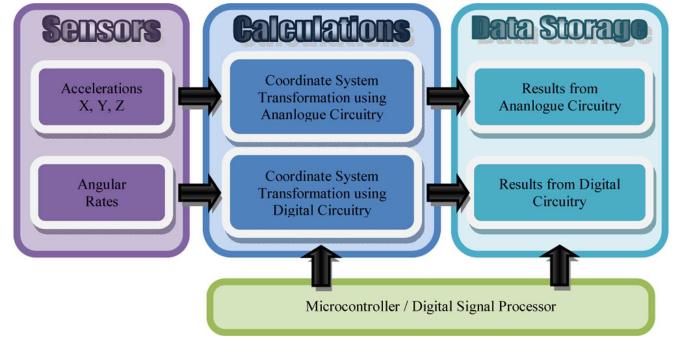 Sensors
Calculations
Data Storage
Accelerations
X, Y, Z
Coordinate System
Transformation using
Ananlogue Circuitry
Results from
Ananlogue Circuitry
Angular
Rates
Coordinate System
Transformation using
Digital Circuitry
Results from Digital
Circuitry
Microcontroller / Digital Signal Processor